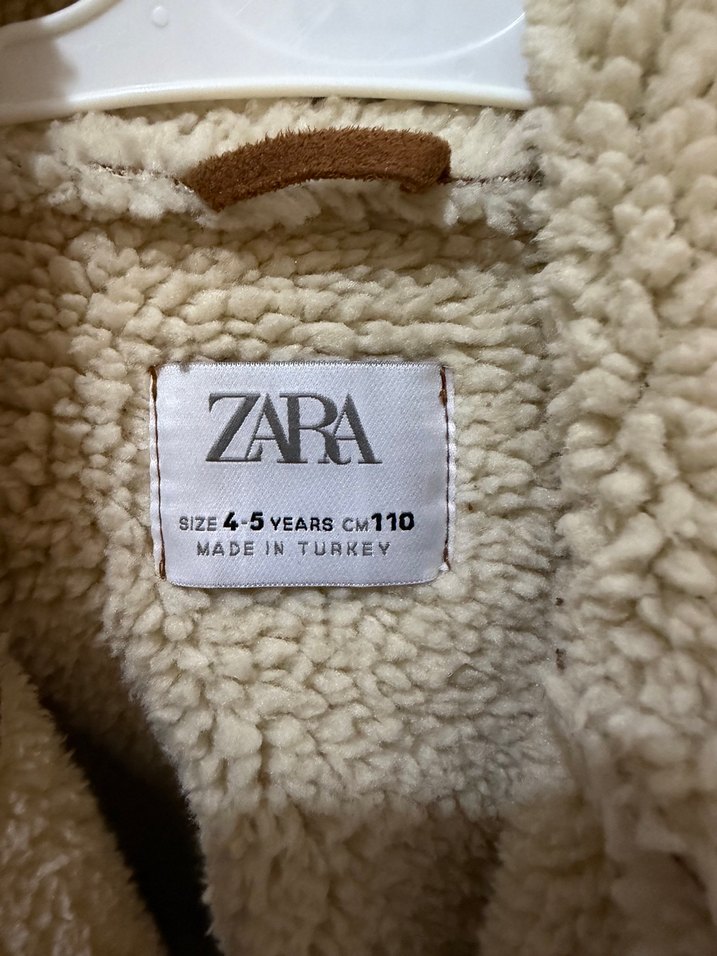 ZARA
SIZE 4-5 YEARS CM 110
MADE IN TURKEY